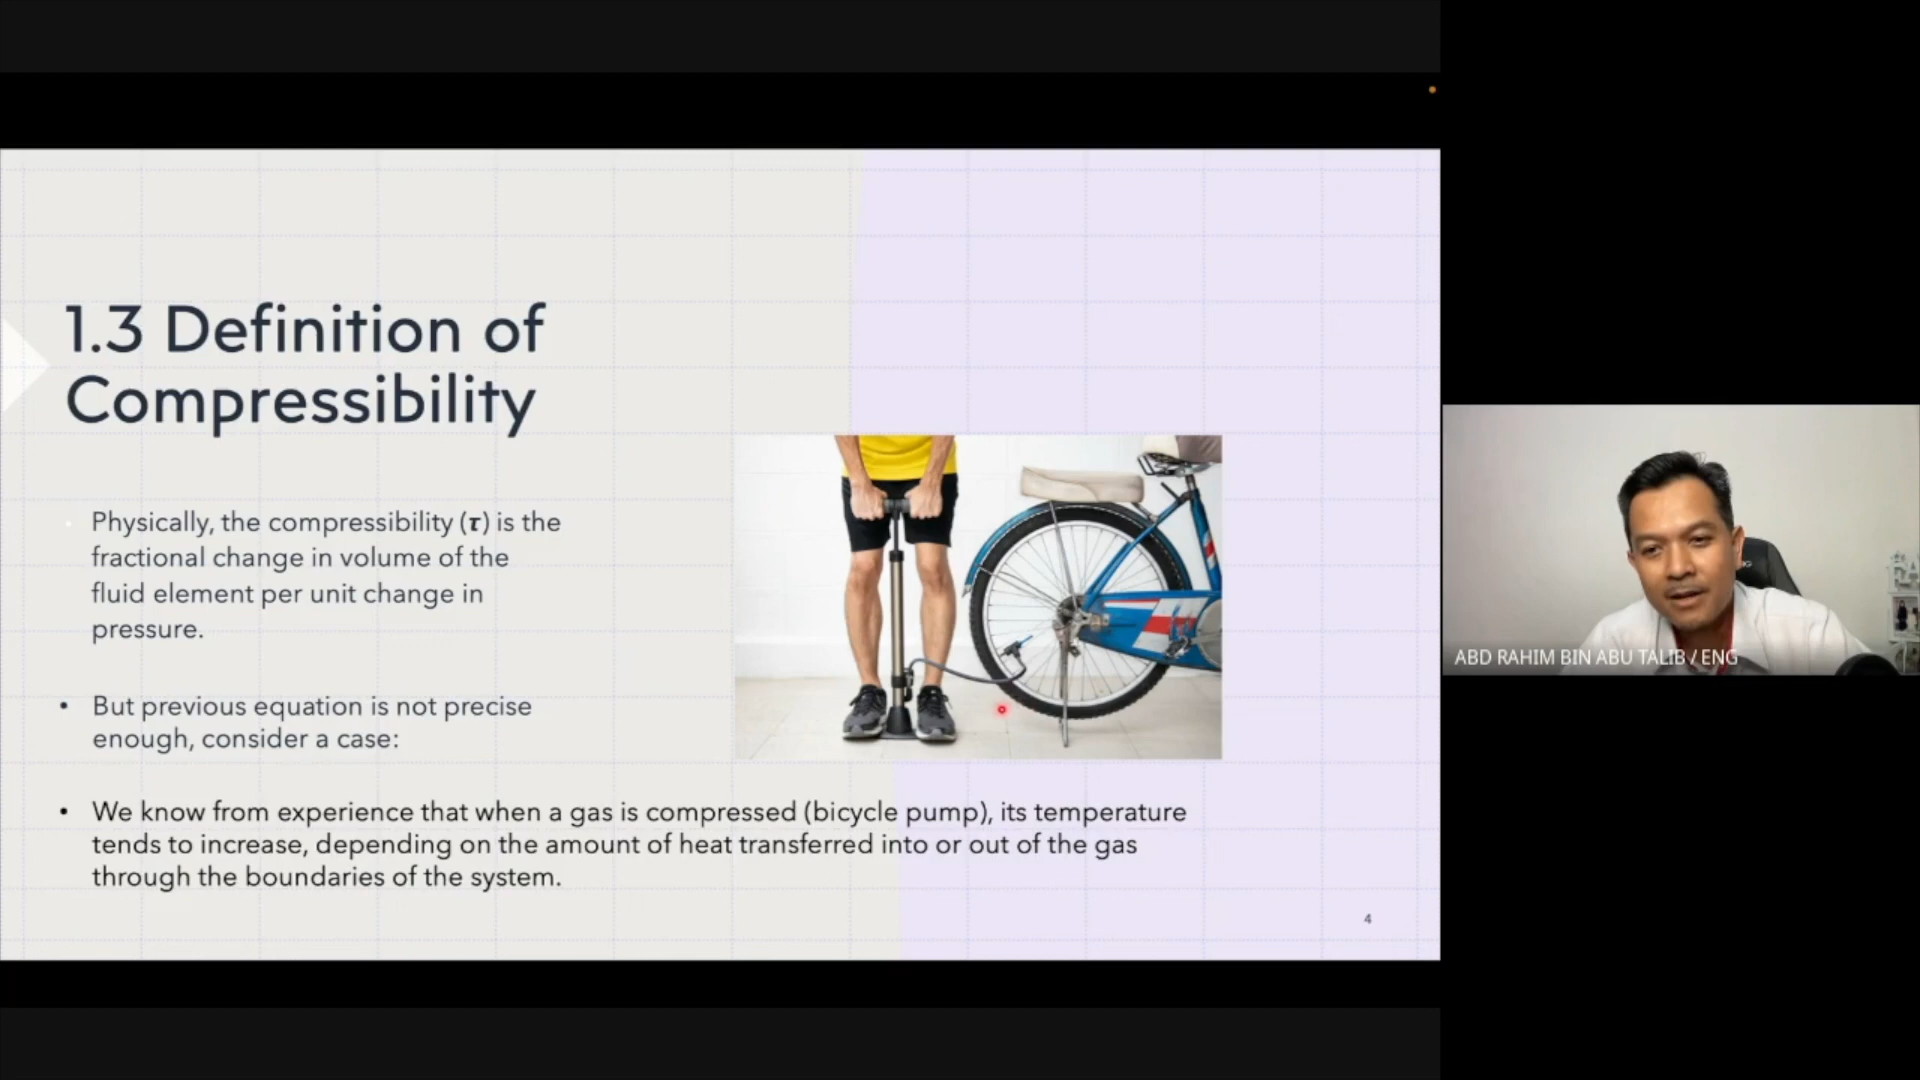 1.3 Definition of
Compressibility
Physically, the compressibility (τ) is the
fractional change in volume of the
fluid element per unit change in
pressure.
• But previous equation is not precise
enough, consider a case:
• We know from experience that when a gas is compressed (bicycle pump), its temperature
tends to increase, depending on the amount of heat transferred into or out of the gas
through the boundaries of the system.
4
ABD RAHIM BIN ABU TALIB / ENG